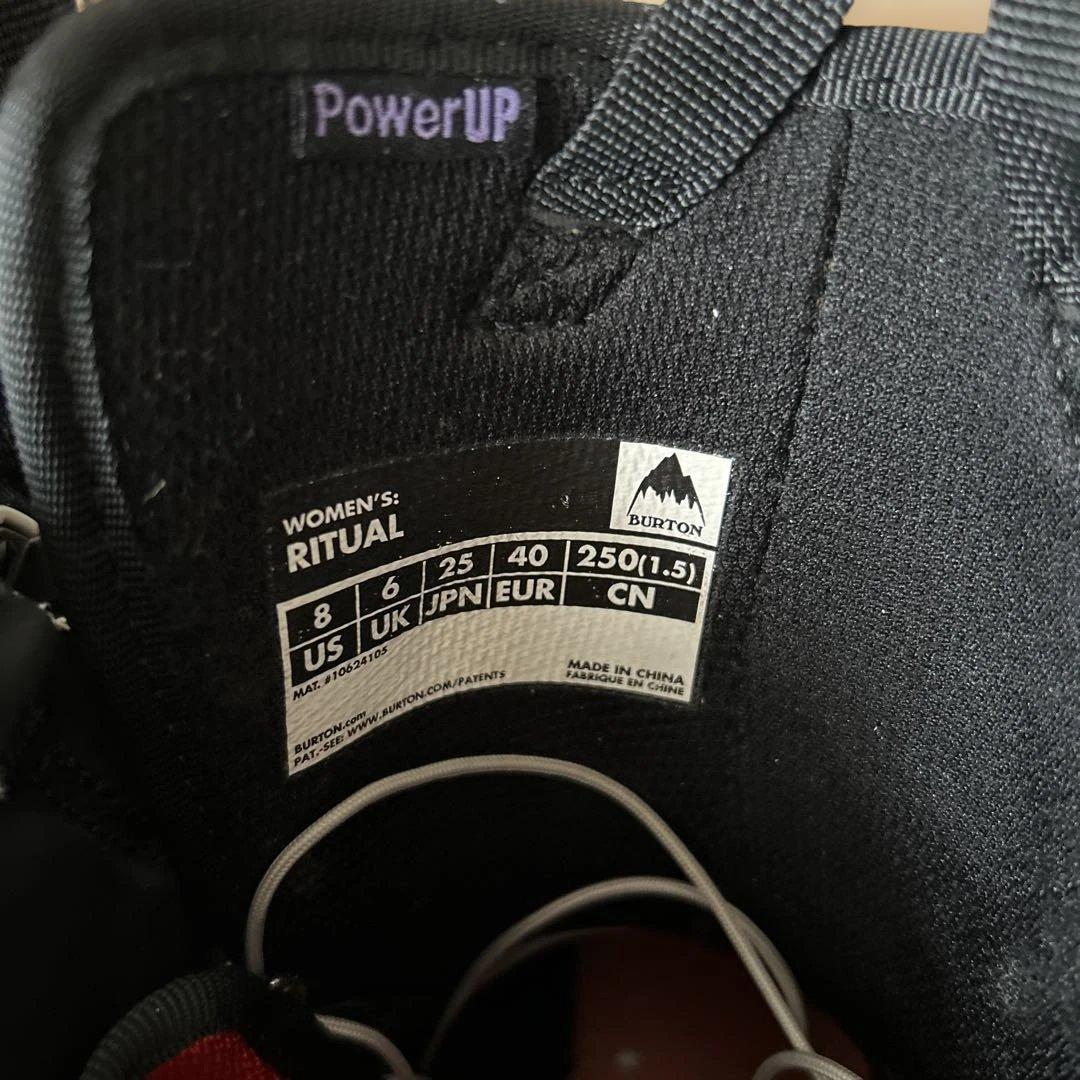 PowerUP
WOMEN'S:
RITUAL
BURTON
8 6 25 40 250(1.5)
US UK JPN EUR CN
MAT. #10624105
MADE IN CHINA
FABRIQUE EN CHINE
BURTON.com
PAT.-SEE: WWW.BURTON.COM/PATENTS